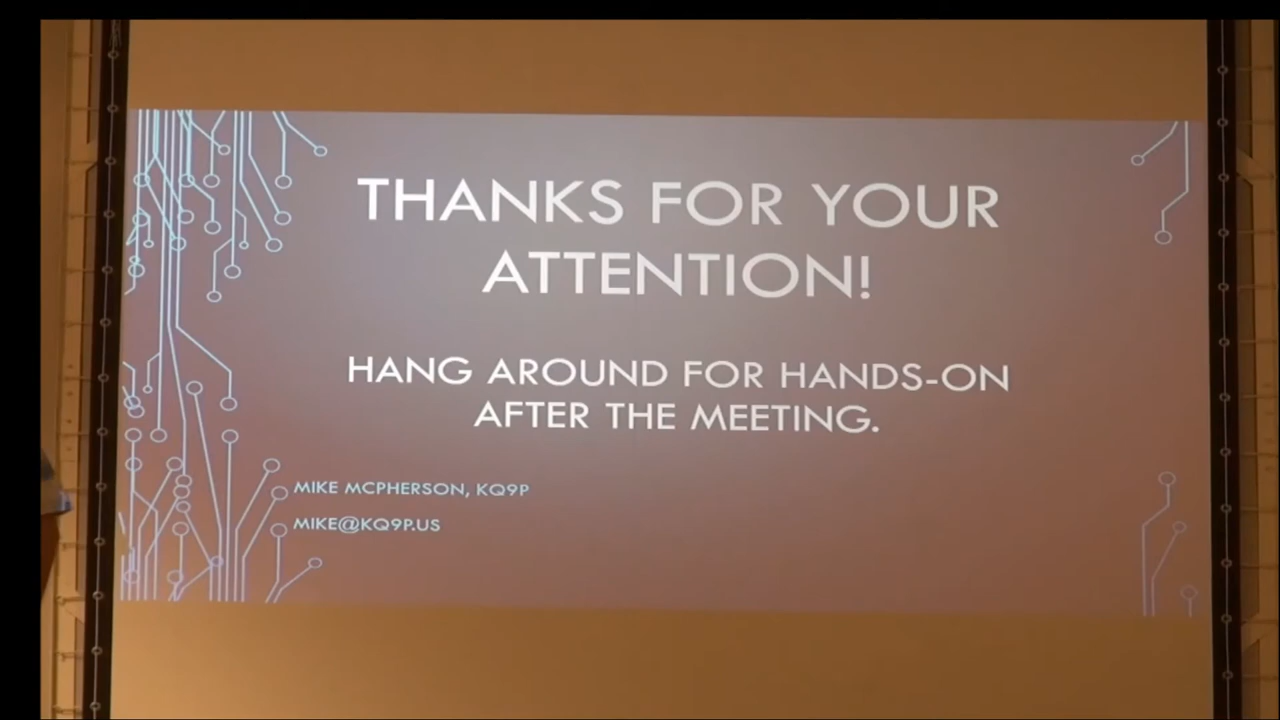 THANKS FOR YOUR
ATTENTION!
HANG AROUND FOR HANDS-ON
AFTER THE MEETING.
MIKE MCPHERSON, KQ9P
MIKE@KQ9P.US